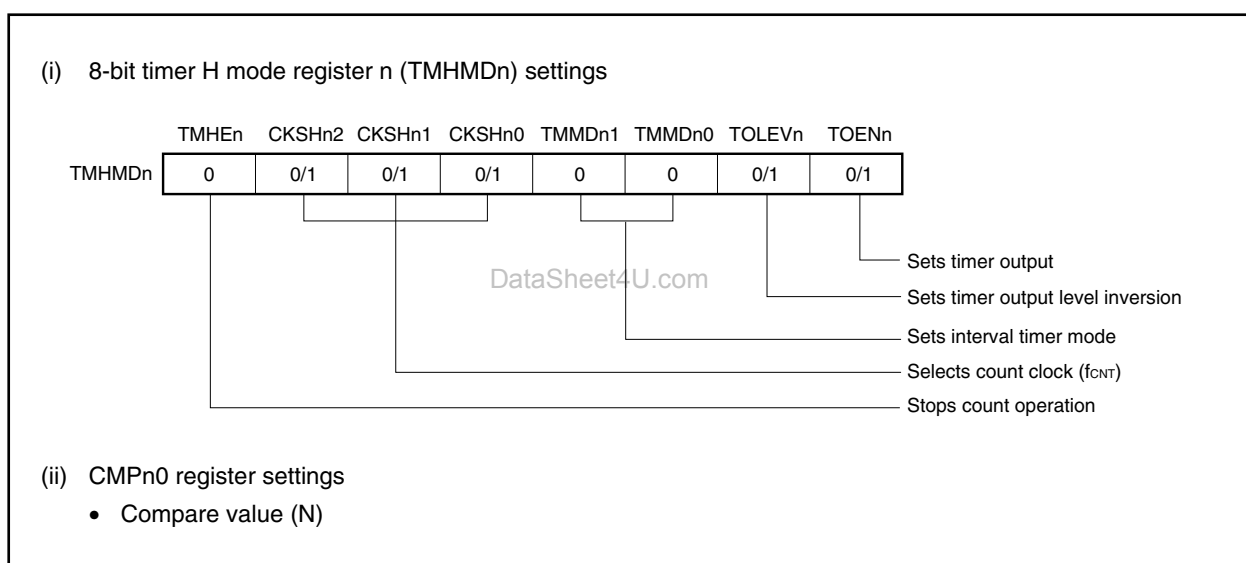 (i) 8-bit timer H mode register n (TMHMDn) settings
TMHEn CKSHn2 CKSHn1 CKSHn0 TMMDn1 TMMDn0 TOLEVn TOENn
TMHMDn 0 0/1 0/1 0/1 0 0 0/1 0/1
Sets timer output
DataSheet4U.com
Sets timer output level inversion
Sets interval timer mode
Selects count clock (fCNT)
Stops count operation
(ii) CMPn0 register settings
• Compare value (N)